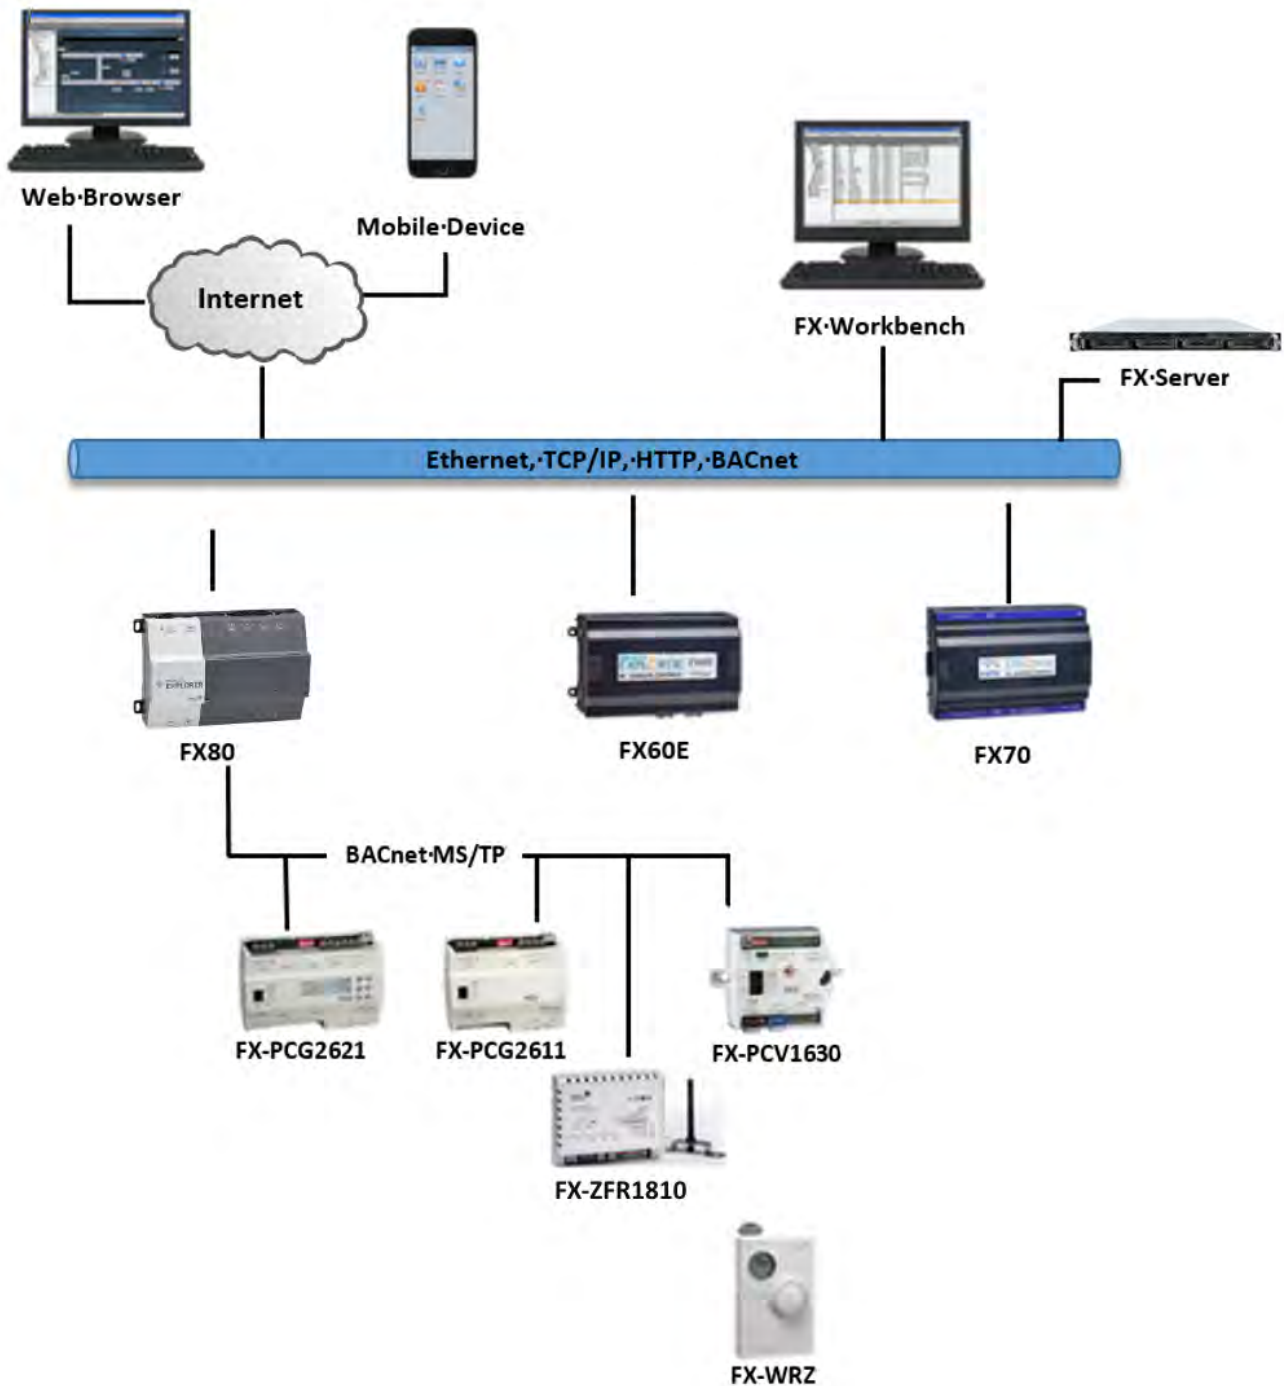 Web·Browser
Mobile·Device
Internet
FX·Workbench
FX·Server
Ethernet,·TCP/IP,·HTTP,·BACnet
EXPLORER
FX80
FX60E
FX70
BACnet·MS/TP
FX-PCG2621
FX-PCG2611
FX-PCV1630
FX-ZFR1810
FX-WRZ